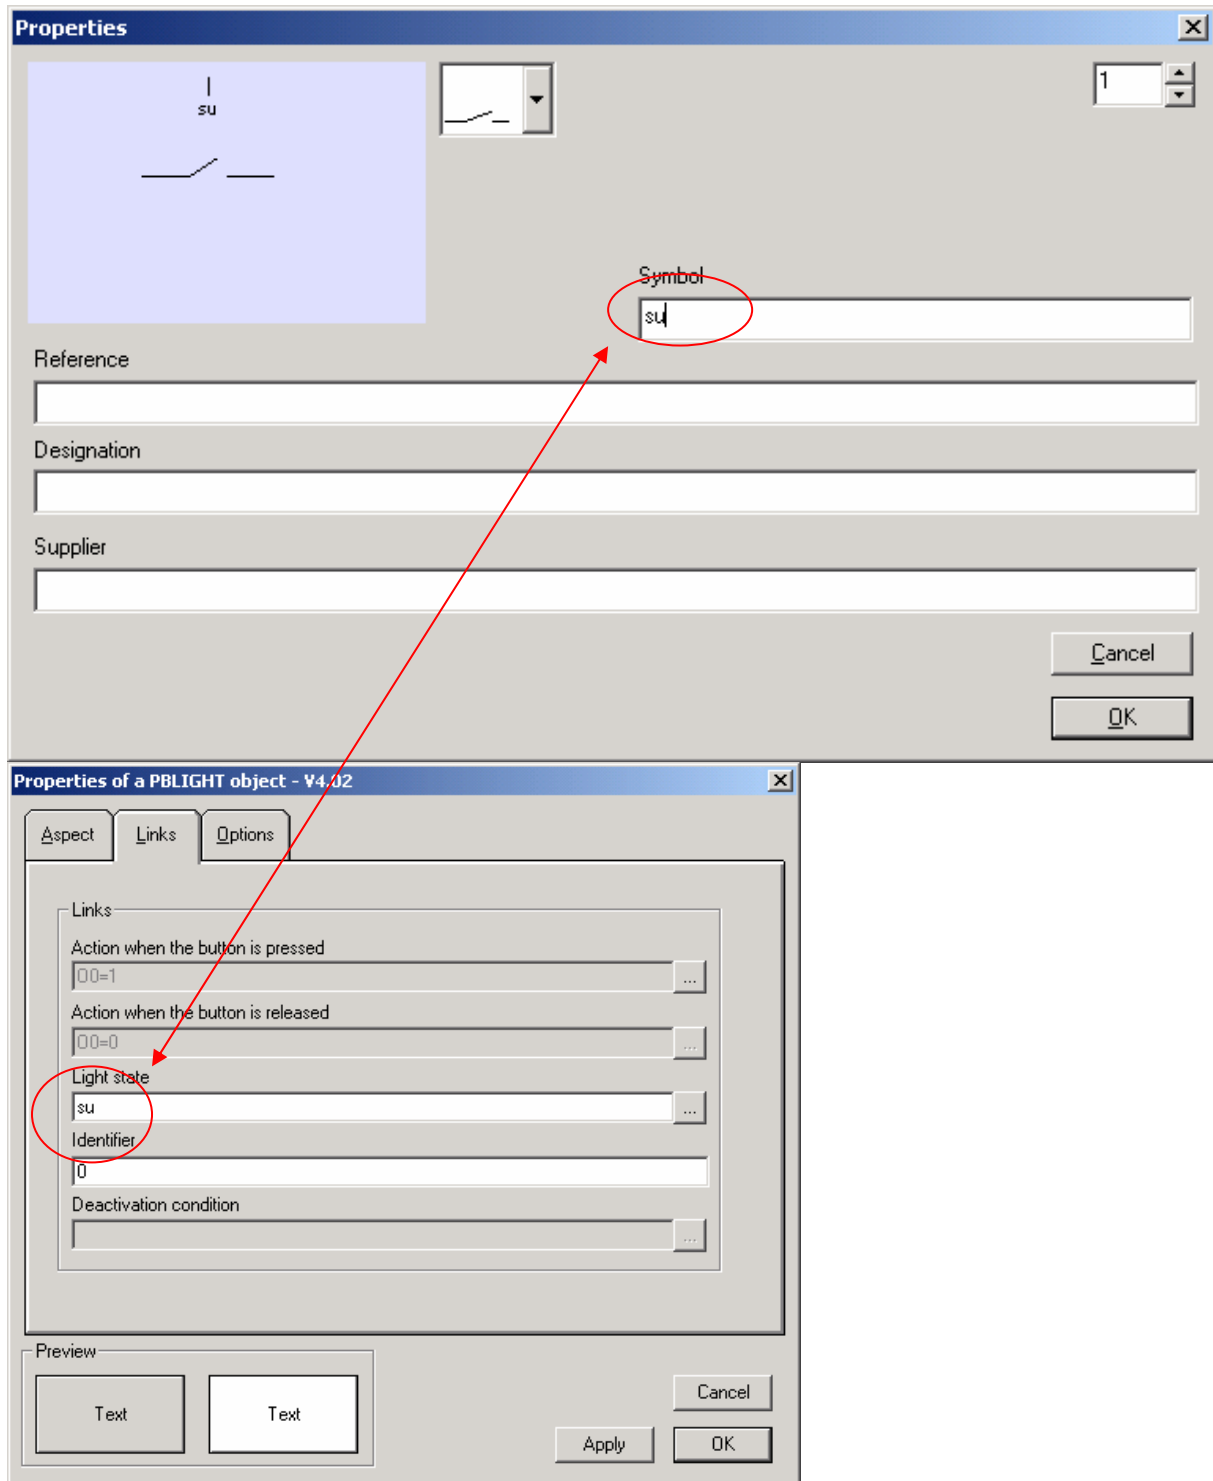 Properties
su
1
Symbol
su
Reference
Designation
Supplier
Cancel
OK
Properties of a PBLIGHT object - V4.02
Aspect Links Options
Links
Action when the button is pressed
O0=1 ...
Action when the button is released
O0=0 ...
Light state
su ...
Identifier
0
Deactivation condition
...
Preview
Text Text
Cancel
Apply OK